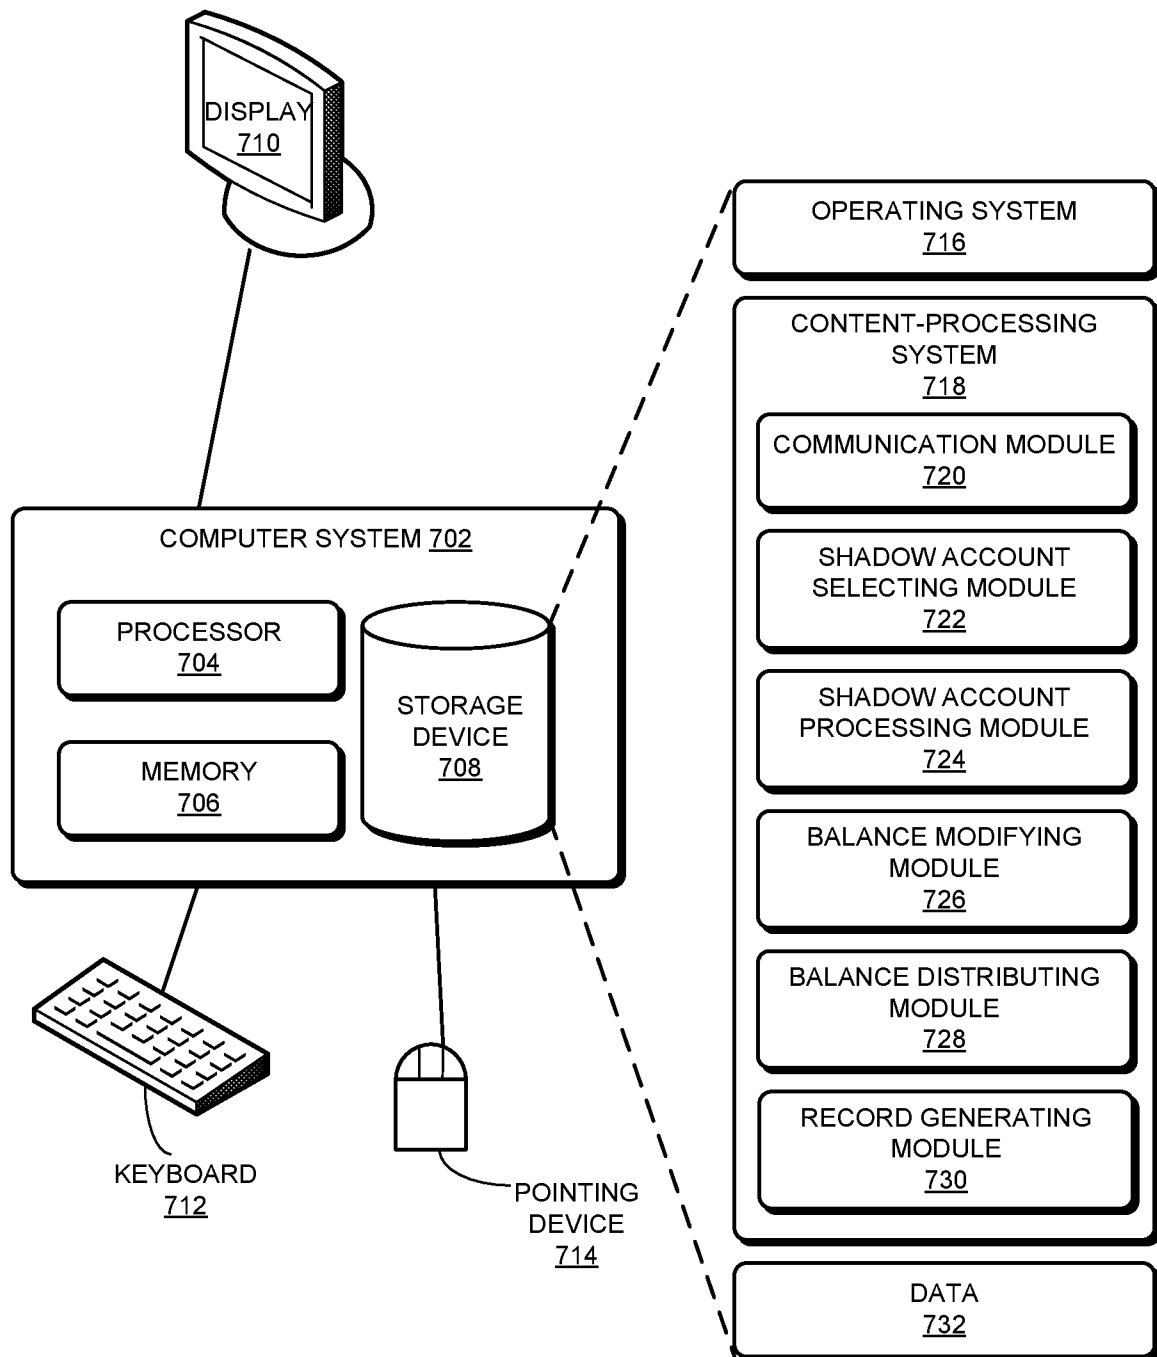 DISPLAY
710
COMPUTER SYSTEM 702
PROCESSOR
704
MEMORY
706
STORAGE
DEVICE
708
KEYBOARD
712
POINTING
DEVICE
714
OPERATING SYSTEM
716
CONTENT-PROCESSING
SYSTEM
718
COMMUNICATION MODULE
720
SHADOW ACCOUNT
SELECTING MODULE
722
SHADOW ACCOUNT
PROCESSING MODULE
724
BALANCE MODIFYING
MODULE
726
BALANCE DISTRIBUTING
MODULE
728
RECORD GENERATING
MODULE
730
DATA
732